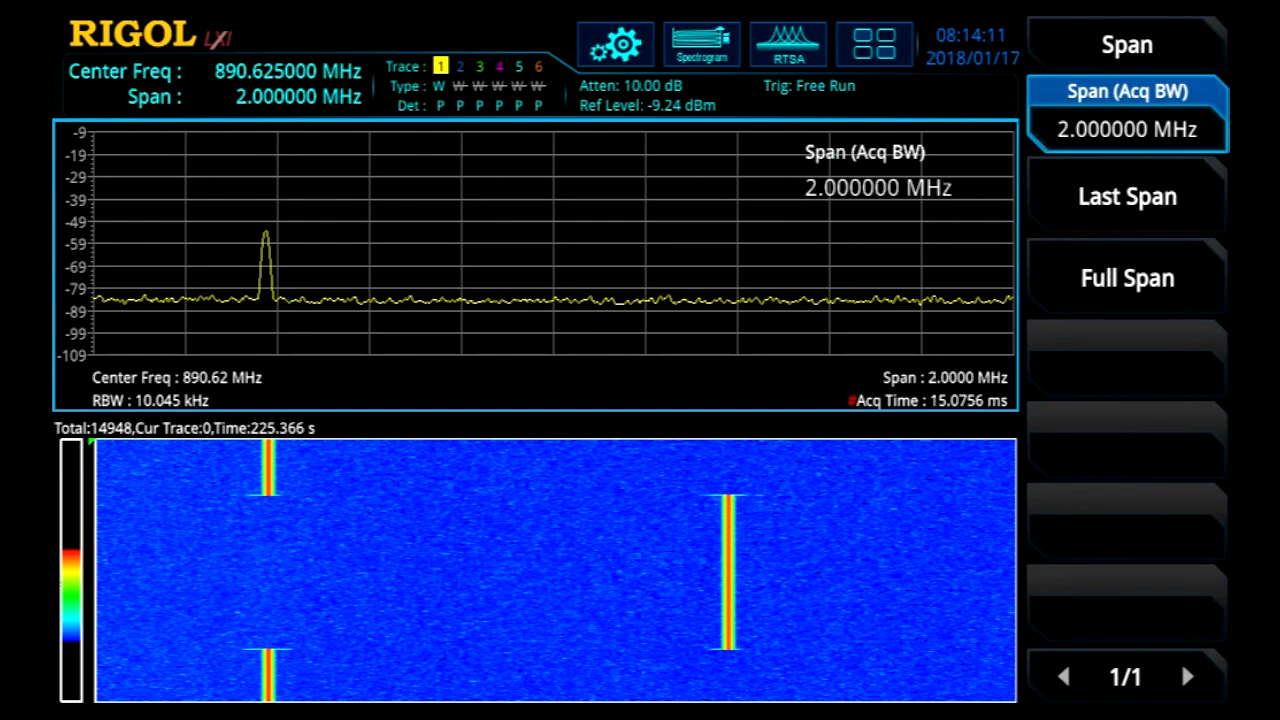 RIGOL LXI
Center Freq : 890.625000 MHz
Span : 2.000000 MHz
Trace : 1 2 3 4 5 6
Type : W W W W W W
Det : P P P P P P
Spectrogram
RTSA
08:14:11
2018/01/17
Atten: 10.00 dB
Trig: Free Run
Ref Level: -9.24 dBm
Span
Span (Acq BW)
2.000000 MHz
Last Span
Full Span
1/1
Span (Acq BW)
2.000000 MHz
-9
-19
-29
-39
-49
-59
-69
-79
-89
-99
-109
Center Freq : 890.62 MHz
Span : 2.0000 MHz
RBW : 10.045 kHz
#Acq Time : 15.0756 ms
Total:14948,Cur Trace:0,Time:225.366 s